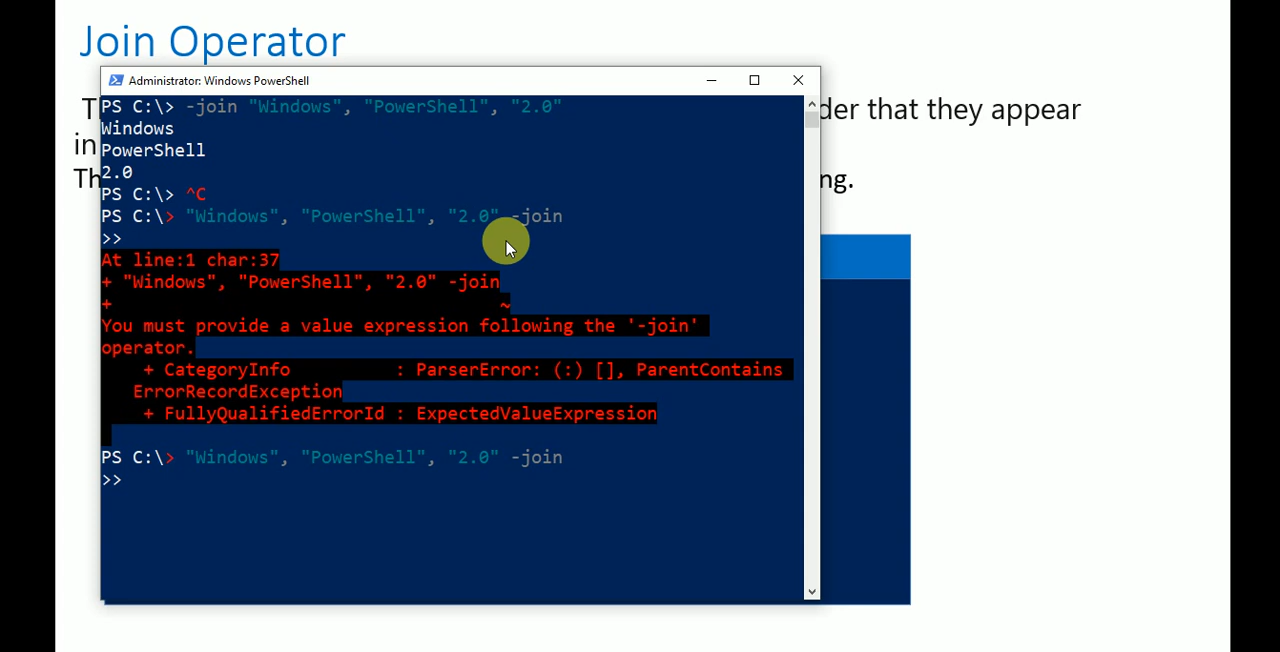 Join Operator
Administrator: Windows PowerShell
PS C:\> -join "Windows", "PowerShell", "2.0"
der that they appear
Windows
in
PowerShell
2.0
ng.
PS C:\> ^C
PS C:\> "Windows", "PowerShell", "2.0" -join
>>
At line:1 char:37
+ "Windows", "PowerShell", "2.0" -join
+                                     ~
You must provide a value expression following the '-join'
operator.
    + CategoryInfo          : ParserError: (:) [], ParentContains
   ErrorRecordException
    + FullyQualifiedErrorId : ExpectedValueExpression
PS C:\> "Windows", "PowerShell", "2.0" -join
>>